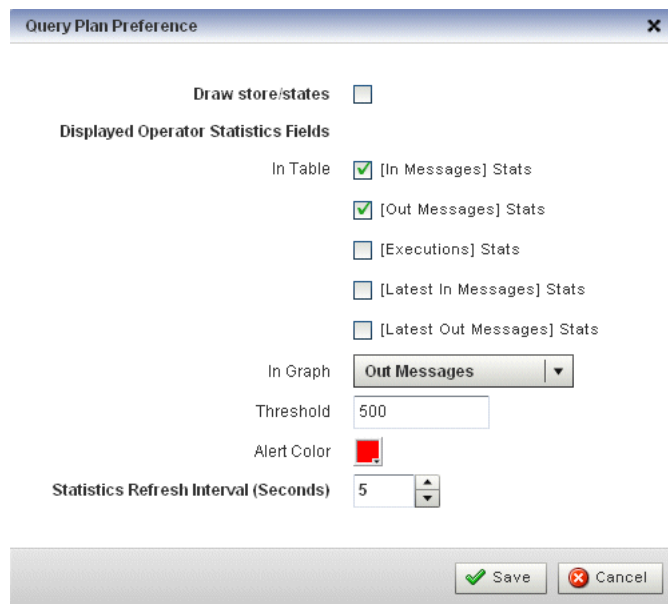 Query Plan Preference
Draw store/states
Displayed Operator Statistics Fields
In Table
[In Messages] Stats
[Out Messages] Stats
[Executions] Stats
[Latest In Messages] Stats
[Latest Out Messages] Stats
In Graph Out Messages
Threshold 500
Alert Color
Statistics Refresh Interval (Seconds) 5
Save Cancel